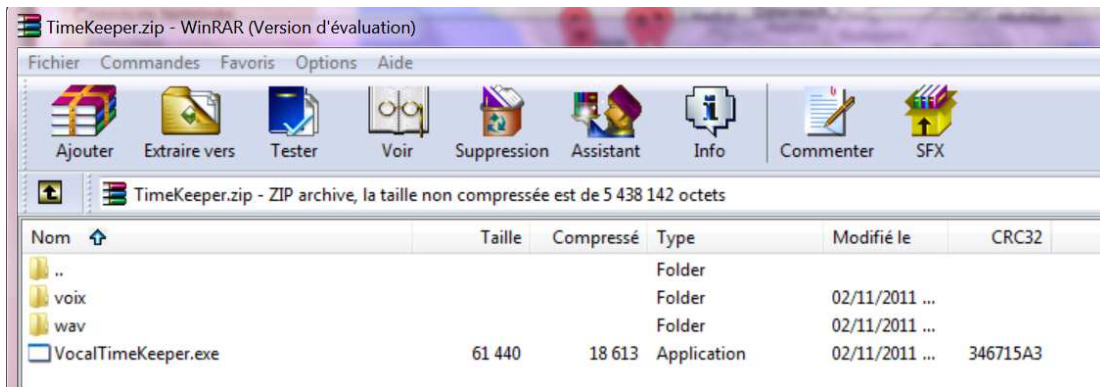 TimeKeeper.zip - WinRAR (Version d'évaluation)
Fichier Commandes Favoris Options Aide
Ajouter Extraire vers Tester Voir Suppression Assistant Info Commenter SFX
TimeKeeper.zip - ZIP archive, la taille non compressée est de 5 438 142 octets
Nom Taille Compressé Type Modifié le CRC32
.. Folder
voix Folder 02/11/2011 ...
wav Folder 02/11/2011 ...
VocalTimeKeeper.exe 61 440 18 613 Application 02/11/2011 ... 346715A3